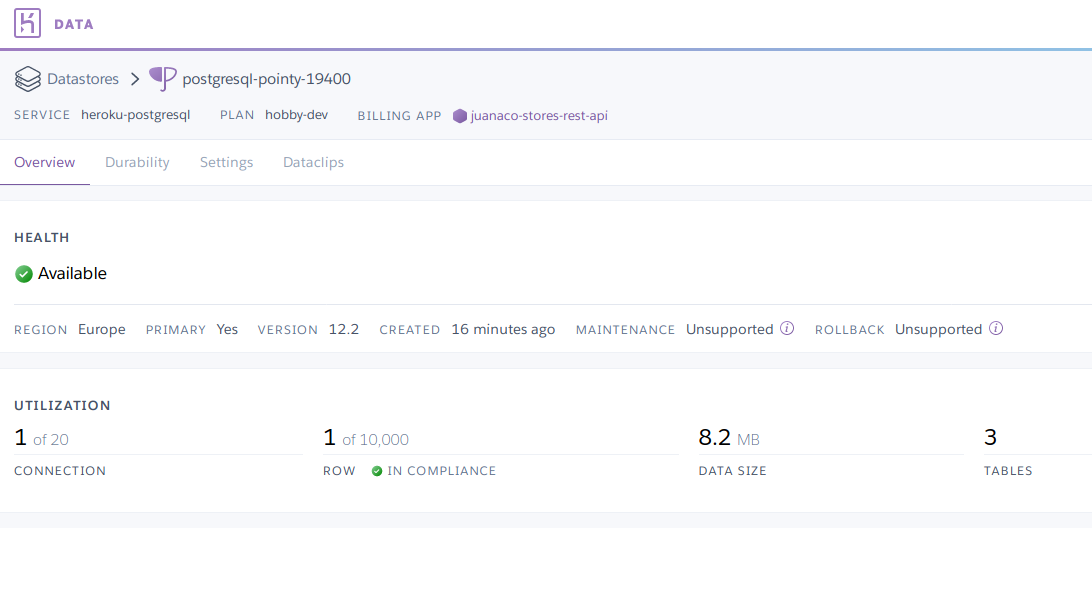 DATA
Datastores postgresql-pointy-19400
SERVICE heroku-postgresql PLAN hobby-dev BILLING APP juanaco-stores-rest-api
Overview Durability Settings Dataclips
HEALTH
Available
REGION Europe PRIMARY Yes VERSION 12.2 CREATED 16 minutes ago MAINTENANCE Unsupported ROLLBACK Unsupported
UTILIZATION
1 of 20 1 of 10,000 8.2 MB 3
CONNECTION ROW IN COMPLIANCE DATA SIZE TABLES